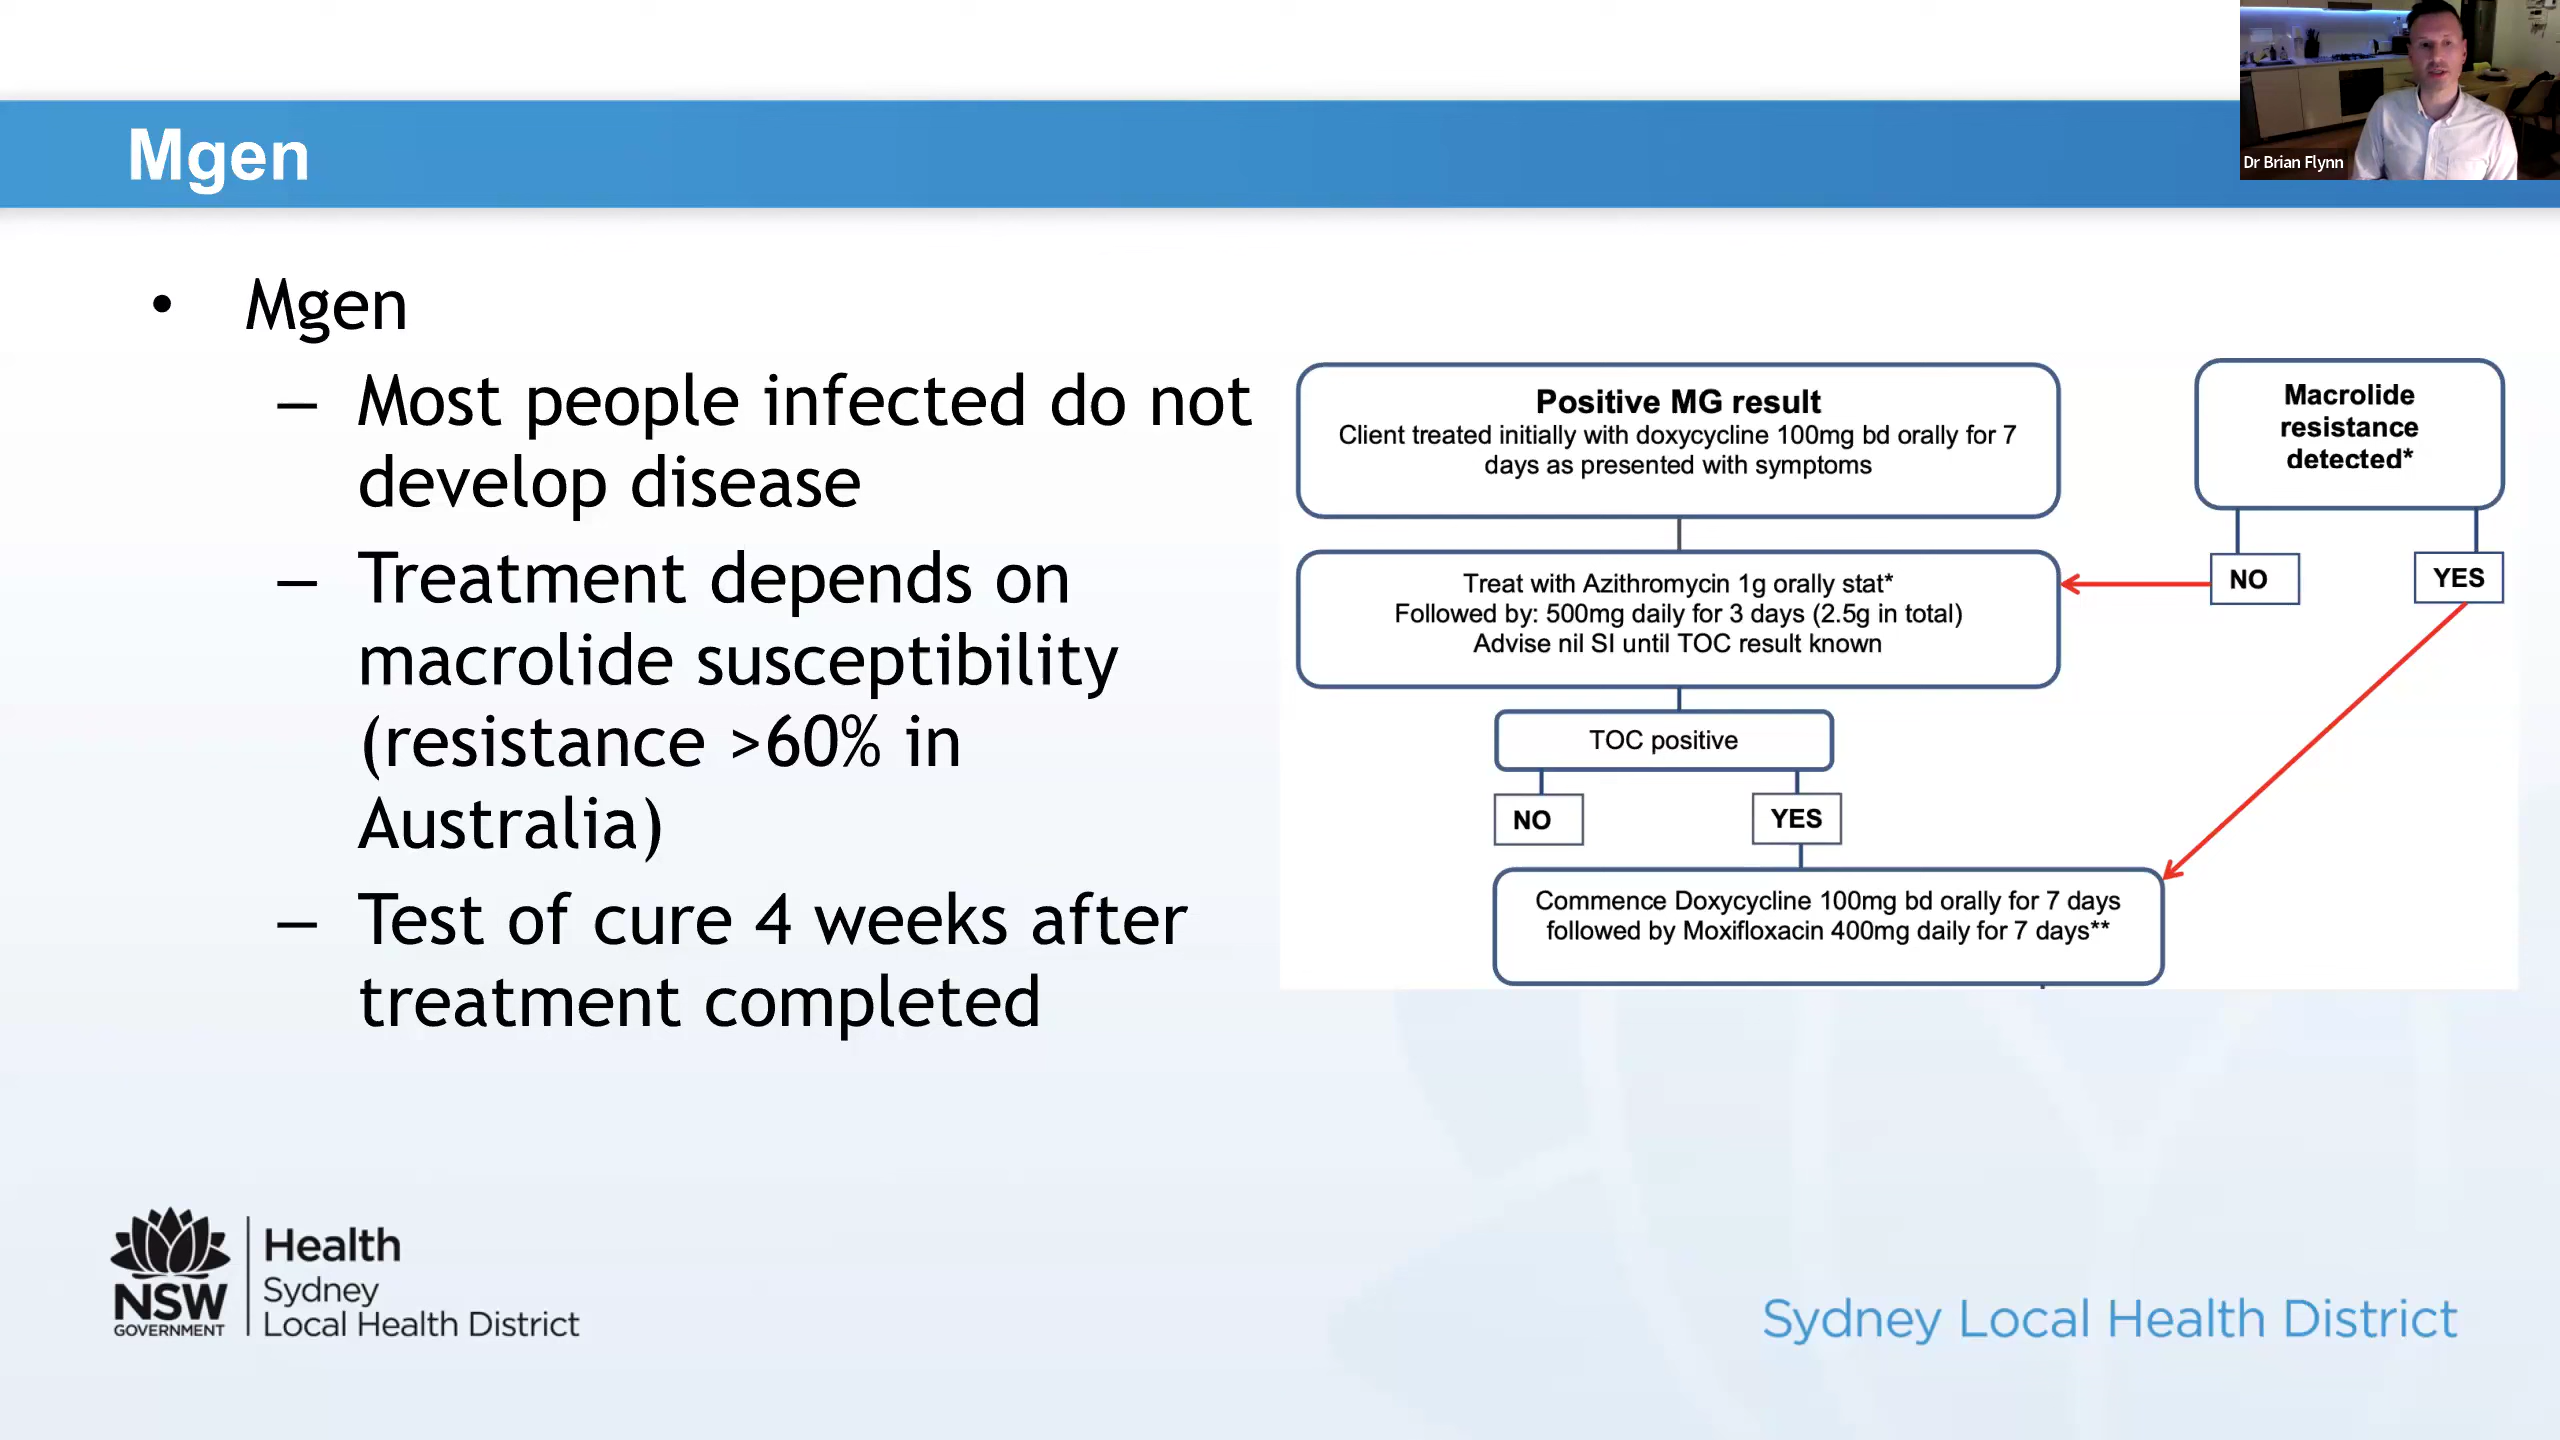 Mgen
Dr Brian Flynn
• Mgen
– Most people infected do not
develop disease
– Treatment depends on
macrolide susceptibility
(resistance >60% in
Australia)
– Test of cure 4 weeks after
treatment completed
Positive MG result
Client treated initially with doxycycline 100mg bd orally for 7
days as presented with symptoms
Macrolide
resistance
detected*
NO
YES
Treat with Azithromycin 1g orally stat*
Followed by: 500mg daily for 3 days (2.5g in total)
Advise nil SI until TOC result known
TOC positive
NO
YES
Commence Doxycycline 100mg bd orally for 7 days
followed by Moxifloxacin 400mg daily for 7 days**
NSW
GOVERNMENT
Health
Sydney
Local Health District
Sydney Local Health District